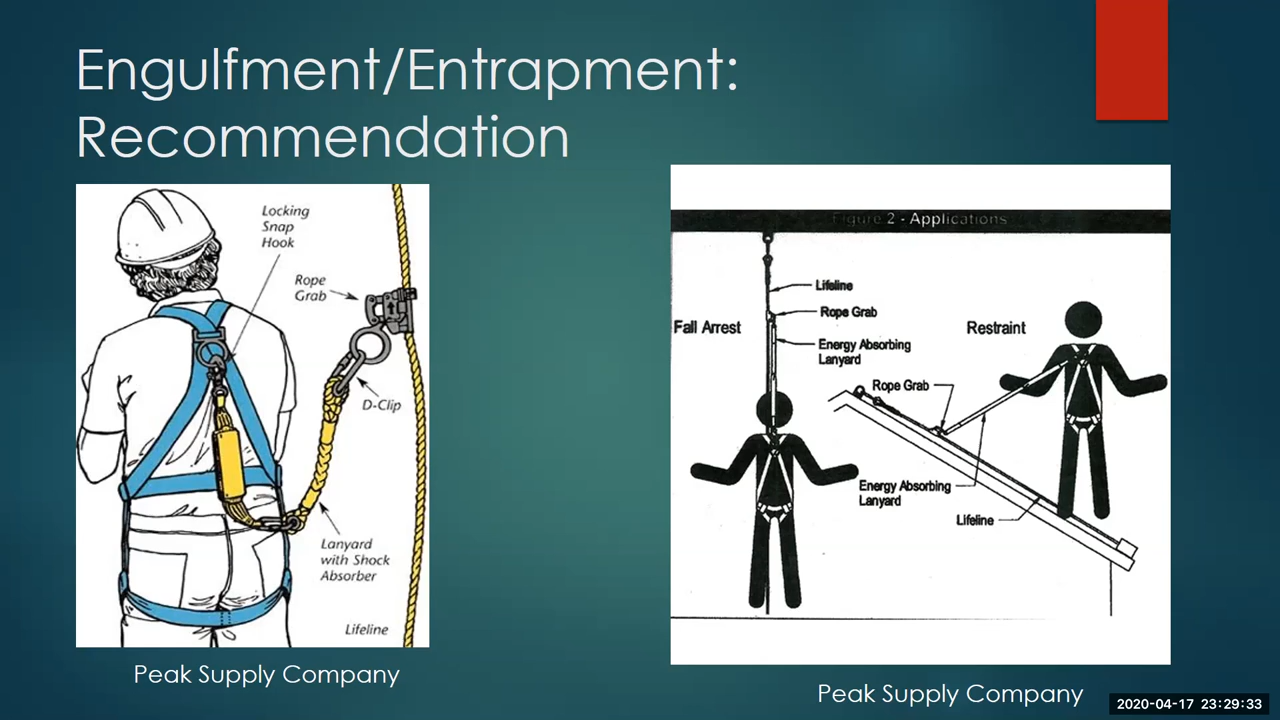 Engulfment/Entrapment:
Recommendation
Locking
Snap
Hook
Rope
Grab
D-Clip
Lanyard
with Shock
Absorber
Lifeline
Peak Supply Company
Figure 2 - Applications
Lifeline
Rope Grab
Fall Arrest
Restraint
Energy Absorbing
Lanyard
Rope Grab
Energy Absorbing
Lanyard
Lifeline
Peak Supply Company
2020-04-17 23:29:33